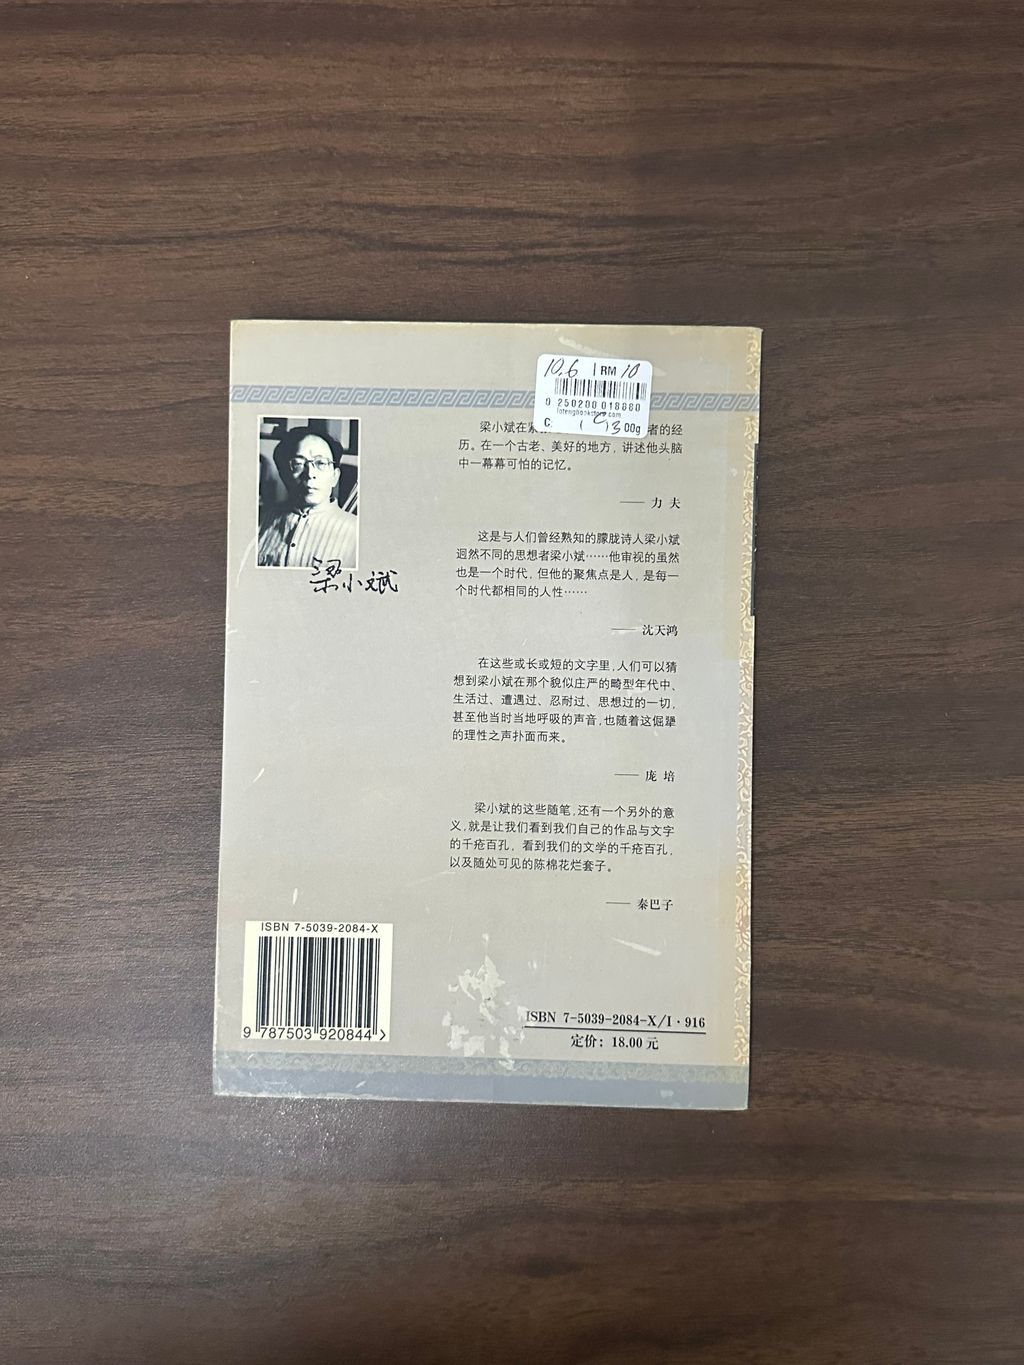 10.6 RM 10
0 250200 018880
lotengbookstore.com
00g
梁小斌在 者的经
历。在一个古老、美好的地方，讲述他头脑
中一幕幕可怕的记忆。
—— 力 夫
这是与人们曾经熟知的朦胧诗人梁小斌
迥然不同的思想者梁小斌……他审视的虽然
也是一个时代，但他的聚焦点是人，是每一
个时代都相同的人性……
—— 沈天鸿
在这些或长或短的文字里，人们可以猜
想到梁小斌在那个貌似庄严的畸型年代中、
生活过、遭遇过、忍耐过、思想过的一切，
甚至他当时当地呼吸的声音，也随着这倔犟
的理性之声扑面而来。
—— 庞 培
梁小斌的这些随笔，还有一个另外的意
义，就是让我们看到我们自己的作品与文字
的千疮百孔，看到我们的文学的千疮百孔，
以及随处可见的陈棉花烂套子。
—— 秦巴子
梁小斌
ISBN 7-5039-2084-X
9 787503 920844 >
ISBN 7-5039-2084-X/I·916
定价：18.00元